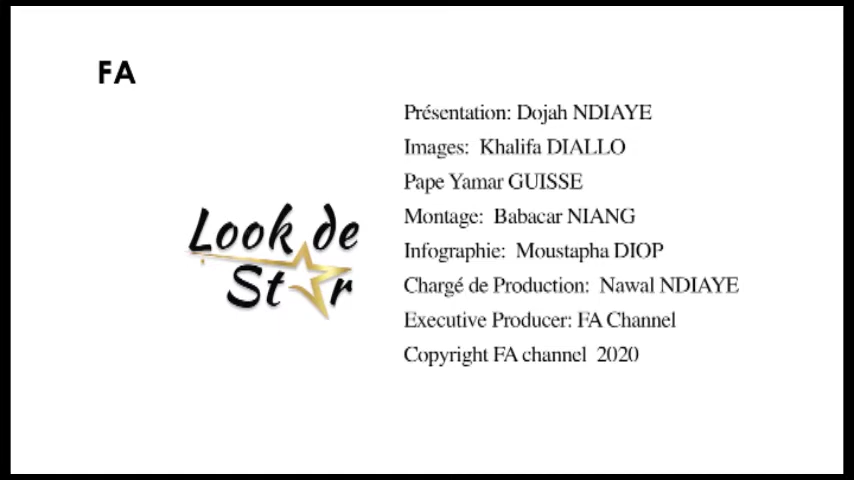 FA
Présentation: Dojah NDIAYE
Images: Khalifa DIALLO
Pape Yamar GUISSE
Montage: Babacar NIANG
Infographie: Moustapha DIOP
Chargé de Production: Nawal NDIAYE
Executive Producer: FA Channel
Copyright FA channel 2020
Look de
Star